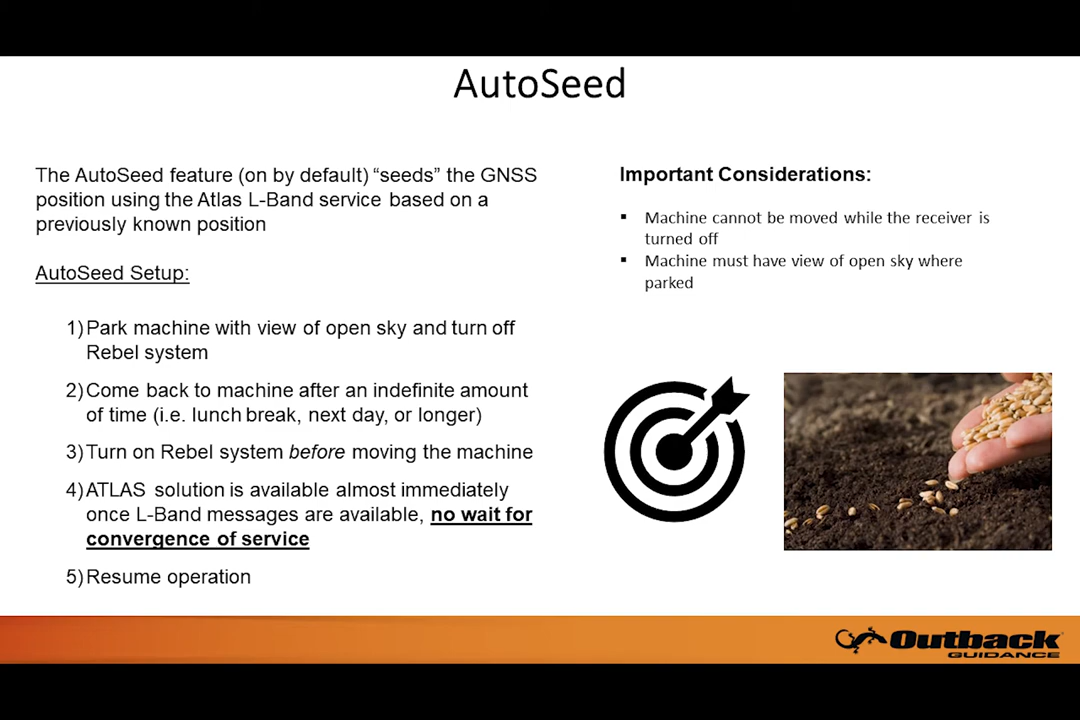 AutoSeed
The AutoSeed feature (on by default) “seeds” the GNSS
position using the Atlas L-Band service based on a
previously known position
AutoSeed Setup:
1) Park machine with view of open sky and turn off
Rebel system
2) Come back to machine after an indefinite amount
of time (i.e. lunch break, next day, or longer)
3) Turn on Rebel system before moving the machine
4) ATLAS solution is available almost immediately
once L-Band messages are available, no wait for
convergence of service
5) Resume operation
Important Considerations:
▪ Machine cannot be moved while the receiver is
turned off
▪ Machine must have view of open sky where
parked
Outback
GUIDANCE